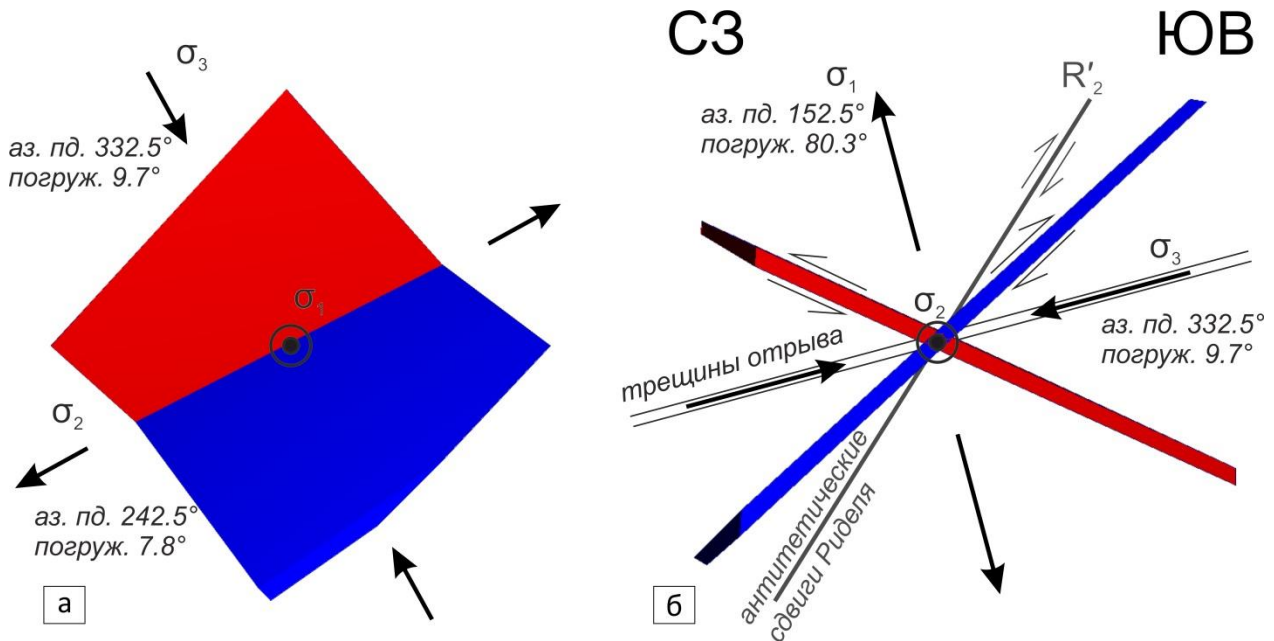 σ₃
аз. пд. 332.5°
погруж. 9.7°
σ₁
σ₂
аз. пд. 242.5°
погруж. 7.8°
а
СЗ
ЮВ
σ₁
аз. пд. 152.5°
погруж. 80.3°
R′₂
σ₃
σ₂
аз. пд. 332.5°
погруж. 9.7°
трещины отрыва
антитетические
сдвиги Риделя
б